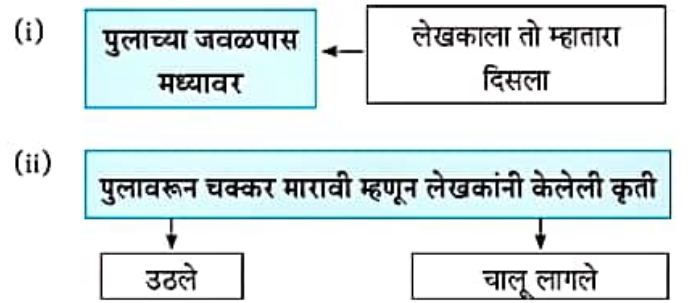 (i)
पुलाच्या जवळपास
मध्यावर
लेखकाला तो म्हातारा
दिसला
(ii)
पुलावरून चक्कर मारावी म्हणून लेखकांनी केलेली कृती
उठले
चालू लागले